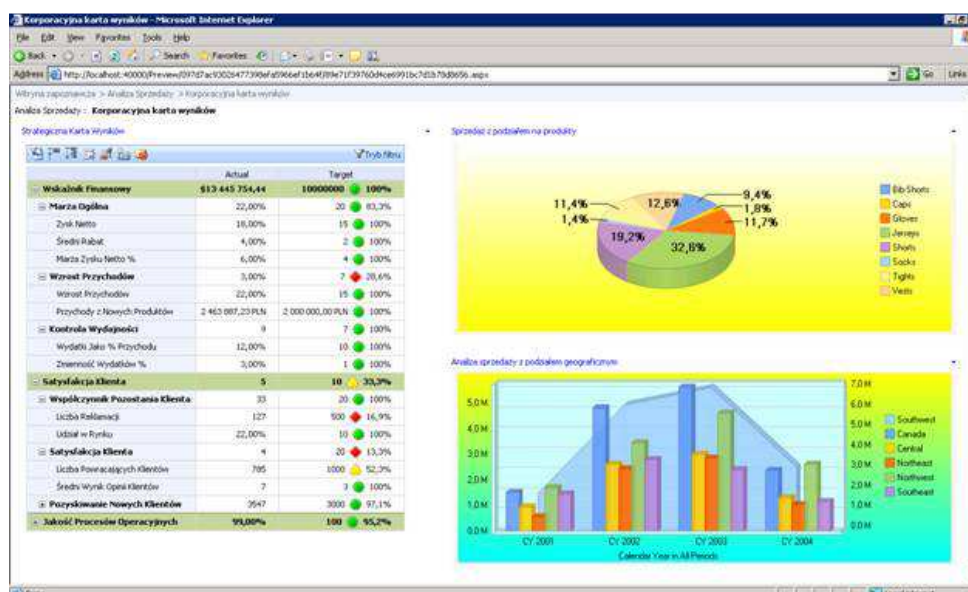 Korporacyjna karta wyników - Microsoft Internet Explorer
File Edit View Favorites Tools Help
Back Search Favorites
Address Go Links
Witryna zapoznawcza > Analiza Sprzedaży > Korporacyjna karta wyników
Analiza Sprzedaży : Korporacyjna karta wyników
Strategiczna Karta Wyników
Tryb filtru
Actual Target
Wskaźnik Finansowy $13 445 754,44 10000000 100%
Marża Ogólna 22,00% 20 83,3%
Zysk Netto 18,00% 15 100%
Średni Rabat 4,00% 2 100%
Marża Zysku Netto % 6,00% 4 100%
Wzrost Przychodów 3,00% 7 28,6%
Wzrost Przychodów 22,00% 15 100%
Przychody z Nowych Produktów 2 463 887,23 PLN 2 000 000,00 PLN 100%
Kontrola Wydajności 9 7 100%
Wydatki Jako % Przychodu 12,00% 10 100%
Zmienność Wydatków % 3,00% 1 100%
Satysfakcja Klienta 5 10 33,3%
Współczynnik Pozostania Klienta 33 20 100%
Liczba Reklamacji 127 500 16,9%
Udział w Rynku 22,00% 10 100%
Satysfakcja Klienta 4 20 13,3%
Liczba Powracających Klientów 785 1000 52,3%
Średni Wynik Opinii Klientów 7 3 100%
Pozyskiwanie Nowych Klientów 3547 3000 97,1%
Jakość Procesów Operacyjnych 99,00% 100 95,2%
Sprzedaż z podziałem na produkty
9,4%
1,8%
11,7%
32,6%
19,2%
1,4%
11,4%
12,6%
Bib-Shorts
Caps
Gloves
Jerseys
Shorts
Socks
Tights
Vests
Analiza sprzedaży z podziałem geograficznym
5,0M
4,0M
3,0M
2,0M
1,0M
0,0M
7,0M
6,0M
5,0M
4,0M
3,0M
2,0M
1,0M
0,0M
CY 2001 CY 2002 CY 2003 CY 2004
Calendar Year in All Periods
Southwest
Canada
Central
Northeast
Northwest
Southeast